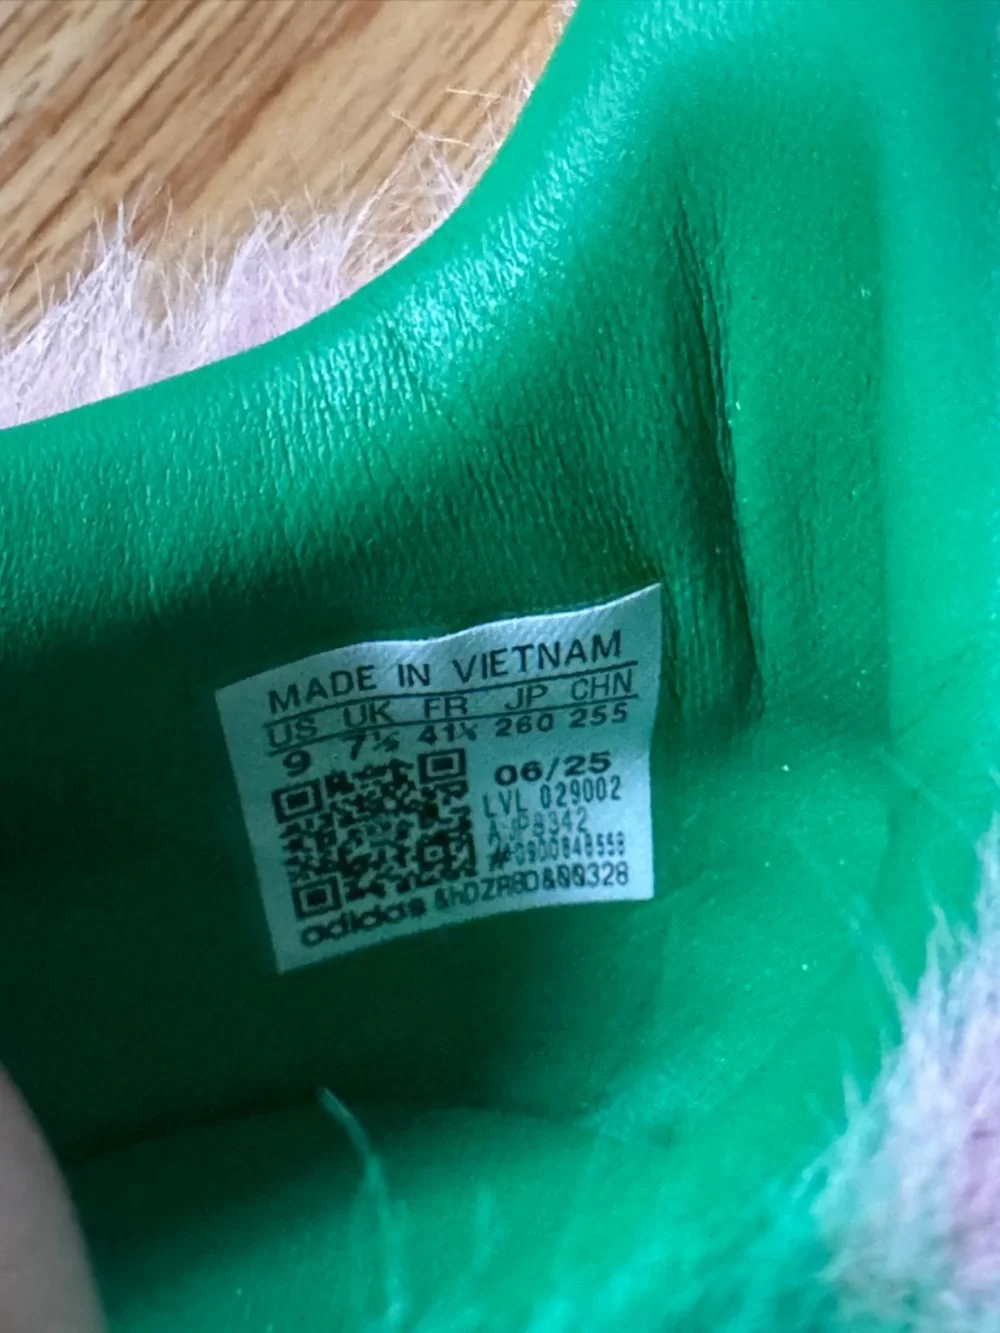 MADE IN VIETNAM
US UK FR JP CHN
9 7½ 41⅓ 260 255
06/25
LVL 029002
adidas